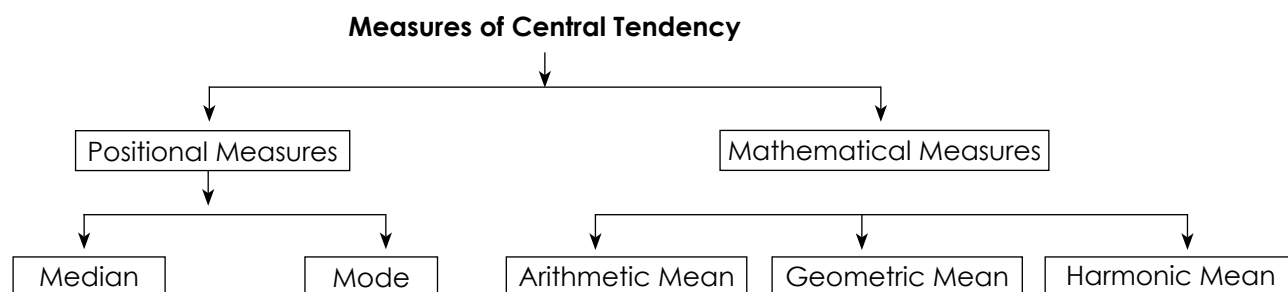 Measures of Central Tendency
Positional Measures
Mathematical Measures
Median
Mode
Arithmetic Mean
Geometric Mean
Harmonic Mean